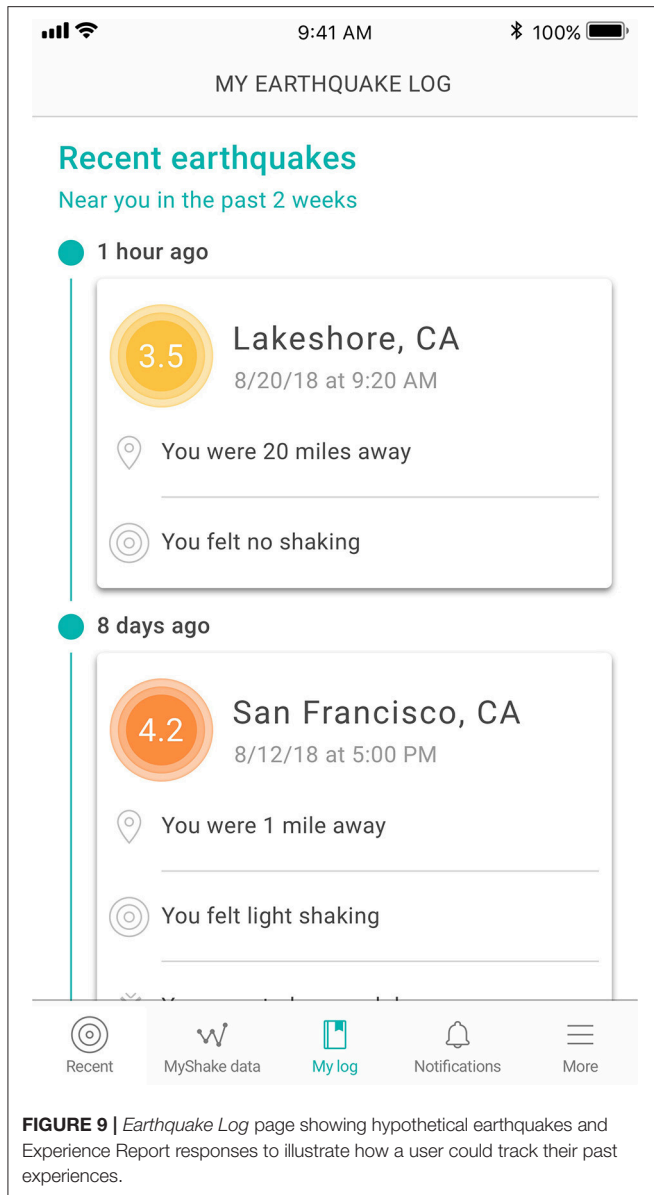 9:41 AM
100%
MY EARTHQUAKE LOG
Recent earthquakes
Near you in the past 2 weeks
1 hour ago
3.5
Lakeshore, CA
8/20/18 at 9:20 AM
You were 20 miles away
You felt no shaking
8 days ago
4.2
San Francisco, CA
8/12/18 at 5:00 PM
You were 1 mile away
You felt light shaking
Recent
MyShake data
My log
Notifications
More
FIGURE 9 | Earthquake Log page showing hypothetical earthquakes and
Experience Report responses to illustrate how a user could track their past
experiences.